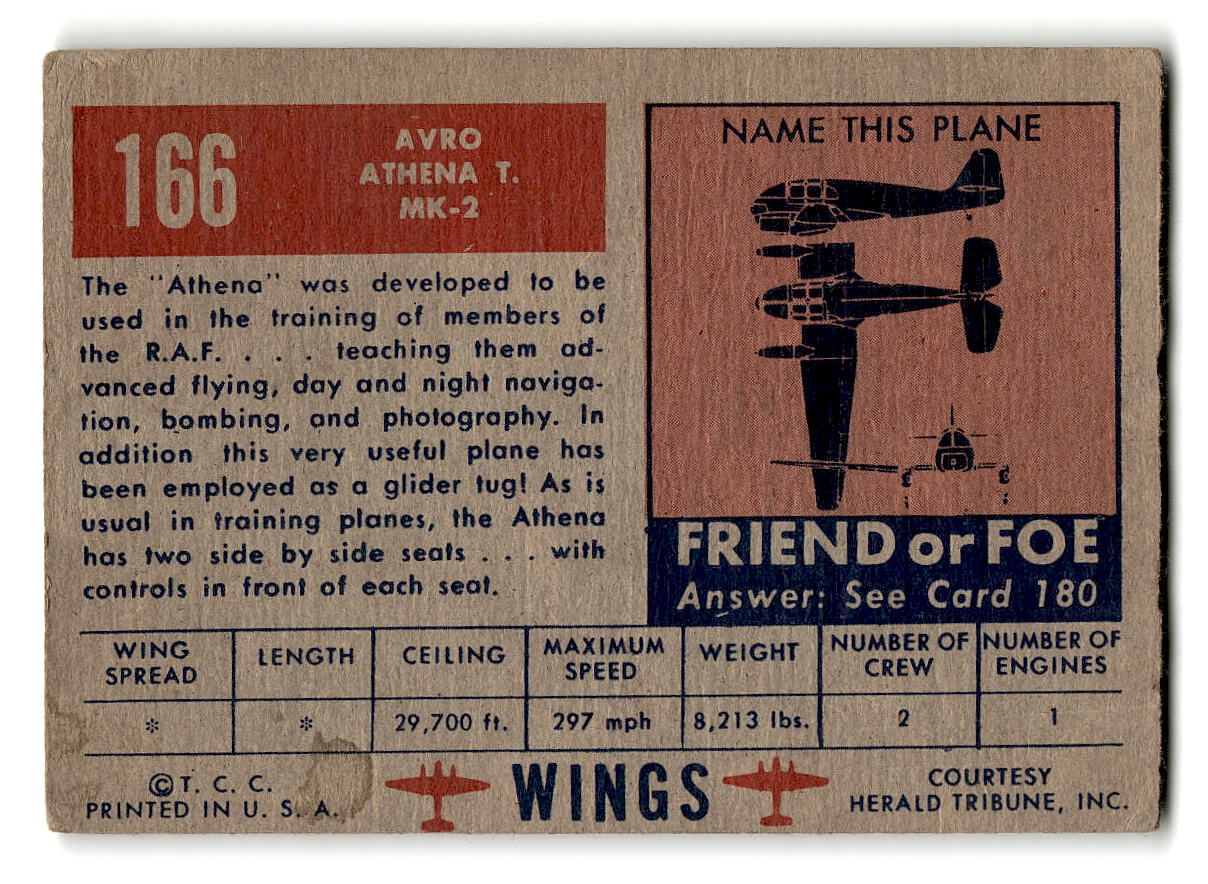 166
AVRO
ATHENA T.
MK-2
The "Athena" was developed to be
used in the training of members of
the R.A.F. . . . teaching them ad-
vanced flying, day and night naviga-
tion, bombing, and photography. In
addition this very useful plane has
been employed as a glider tug! As is
usual in training planes, the Athena
has two side by side seats . . . with
controls in front of each seat.
NAME THIS PLANE
FRIEND or FOE
Answer: See Card 180
WING SPREAD
LENGTH
CEILING
MAXIMUM SPEED
WEIGHT
NUMBER OF CREW
NUMBER OF ENGINES
* * 29,700 ft. 297 mph 8,213 lbs. 2 1
©T. C. C.
PRINTED IN U. S. A.
WINGS
COURTESY
HERALD TRIBUNE, INC.